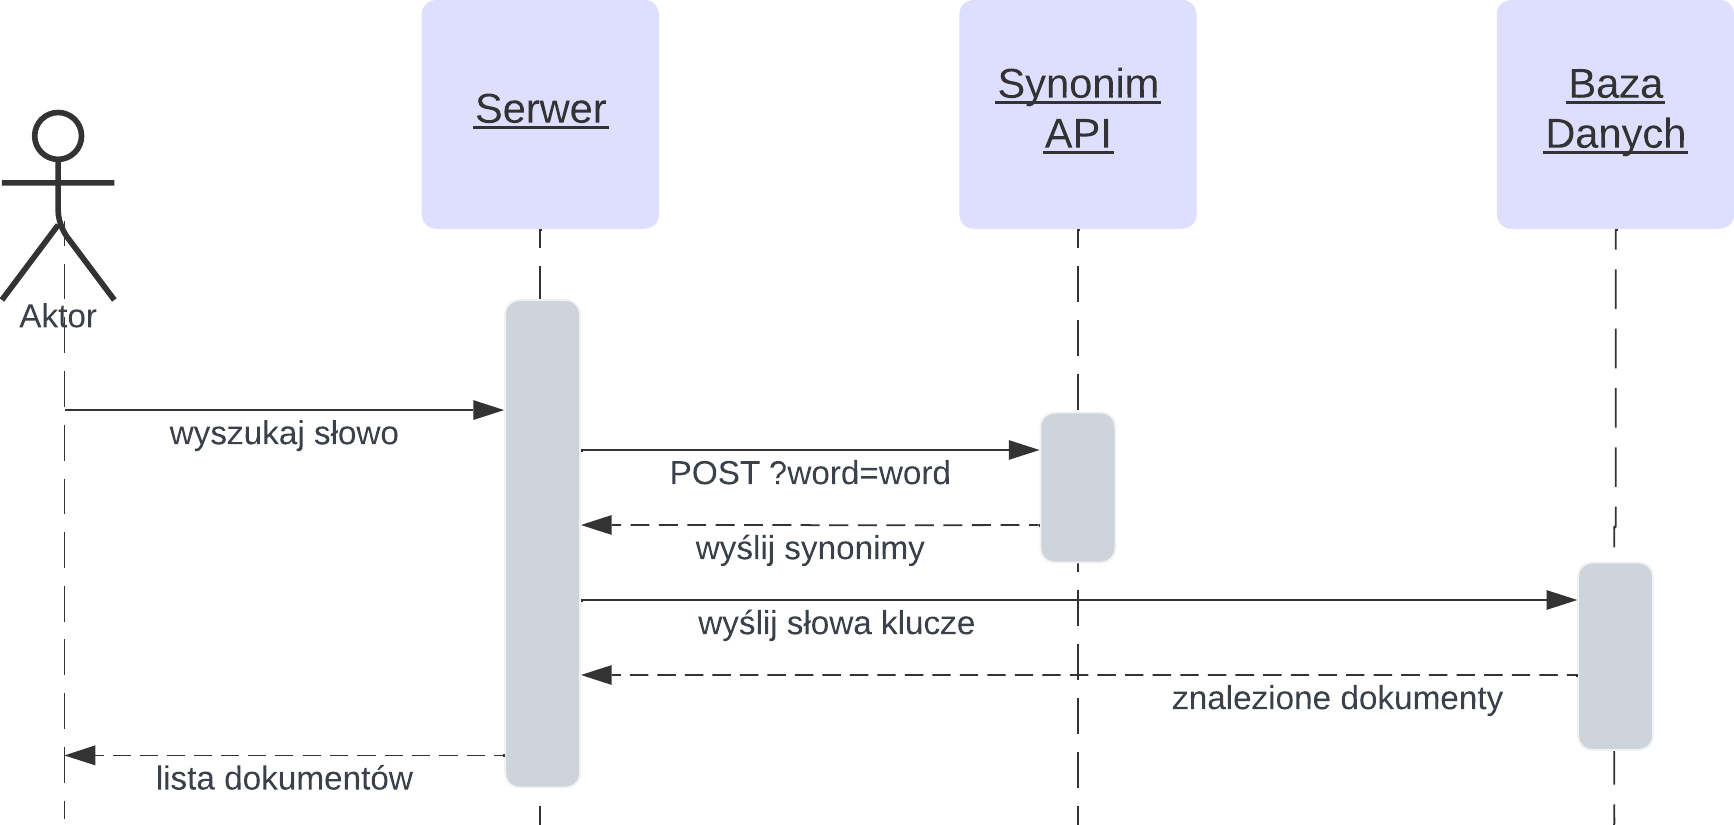 Serwer
Synonim
API
Baza
Danych
Aktor
wyszukaj słowo
POST ?word=word
wyślij synonimy
wyślij słowa klucze
znalezione dokumenty
lista dokumentów